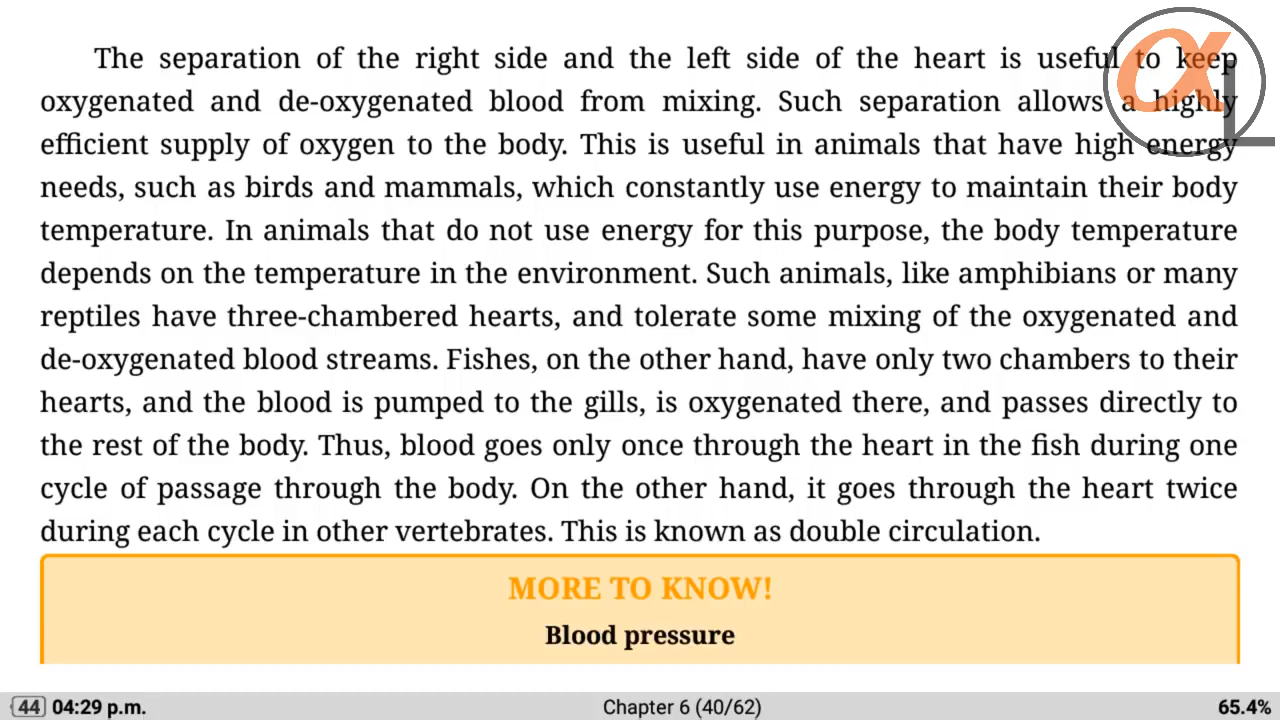 The separation of the right side and the left side of the heart is useful to keep
oxygenated and de-oxygenated blood from mixing. Such separation allows a highly
efficient supply of oxygen to the body. This is useful in animals that have high energy
needs, such as birds and mammals, which constantly use energy to maintain their body
temperature. In animals that do not use energy for this purpose, the body temperature
depends on the temperature in the environment. Such animals, like amphibians or many
reptiles have three-chambered hearts, and tolerate some mixing of the oxygenated and
de-oxygenated blood streams. Fishes, on the other hand, have only two chambers to their
hearts, and the blood is pumped to the gills, is oxygenated there, and passes directly to
the rest of the body. Thus, blood goes only once through the heart in the fish during one
cycle of passage through the body. On the other hand, it goes through the heart twice
during each cycle in other vertebrates. This is known as double circulation.
MORE TO KNOW!
Blood pressure
44 04:29 p.m. Chapter 6 (40/62) 65.4%
αL